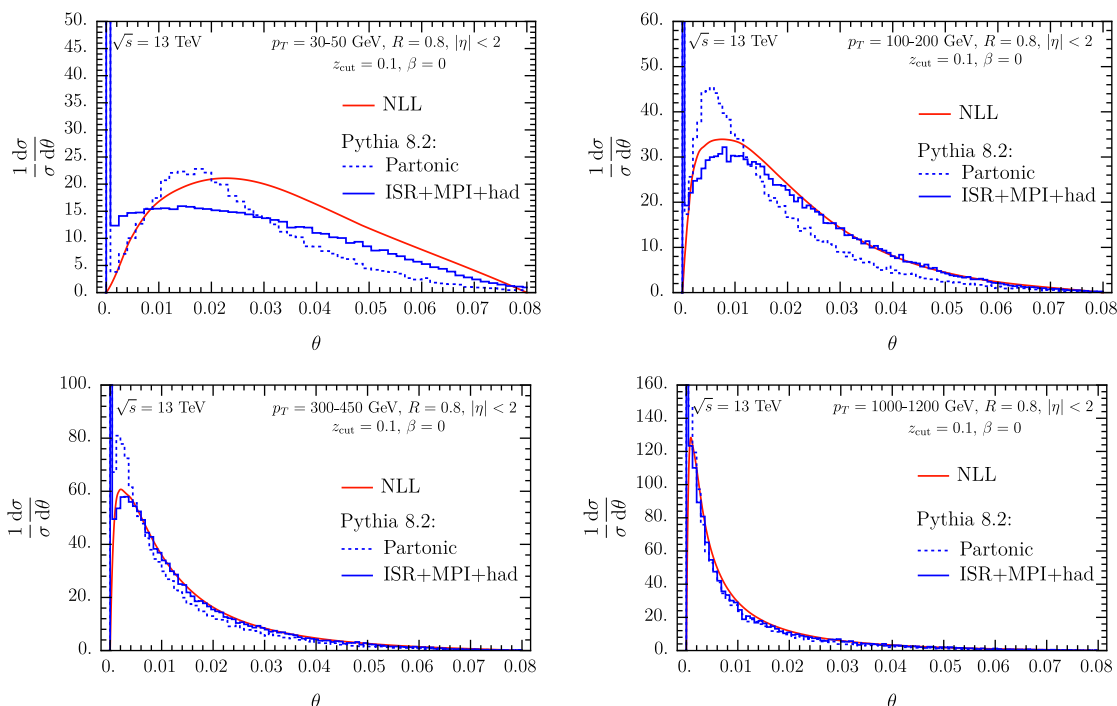 √s = 13 TeV
p_T = 30-50 GeV, R = 0.8, |η| < 2
z_cut = 0.1, β = 0
NLL
Pythia 8.2:
Partonic
ISR+MPI+had
1/σ dσ/dθ
50.
45.
40.
35.
30.
25.
20.
15.
10.
5.
0.
0. 0.01 0.02 0.03 0.04 0.05 0.06 0.07 0.08
θ
√s = 13 TeV
p_T = 100-200 GeV, R = 0.8, |η| < 2
z_cut = 0.1, β = 0
NLL
Pythia 8.2:
Partonic
ISR+MPI+had
1/σ dσ/dθ
60.
50.
40.
30.
20.
10.
0.
0. 0.01 0.02 0.03 0.04 0.05 0.06 0.07 0.08
θ
√s = 13 TeV
p_T = 300-450 GeV, R = 0.8, |η| < 2
z_cut = 0.1, β = 0
NLL
Pythia 8.2:
Partonic
ISR+MPI+had
1/σ dσ/dθ
100.
80.
60.
40.
20.
0.
0. 0.01 0.02 0.03 0.04 0.05 0.06 0.07 0.08
θ
√s = 13 TeV
p_T = 1000-1200 GeV, R = 0.8, |η| < 2
z_cut = 0.1, β = 0
NLL
Pythia 8.2:
Partonic
ISR+MPI+had
1/σ dσ/dθ
160.
140.
120.
100.
80.
60.
40.
20.
0.
0. 0.01 0.02 0.03 0.04 0.05 0.06 0.07 0.08
θ